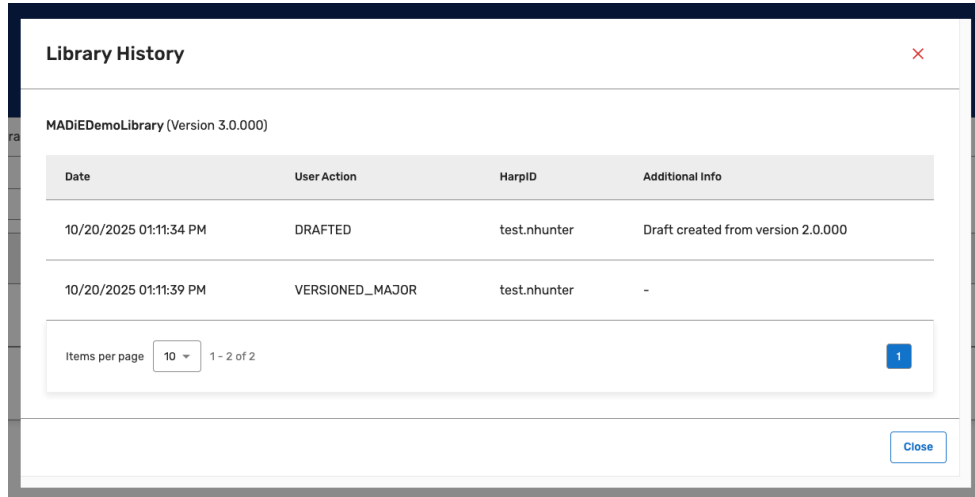 Library History
MADiEDemoLibrary (Version 3.0.000)
ra
Date User Action HarpID Additional Info
10/20/2025 01:11:34 PM DRAFTED test.nhunter Draft created from version 2.0.000
10/20/2025 01:11:39 PM VERSIONED_MAJOR test.nhunter -
Items per page 10 1 - 2 of 2 1
Close